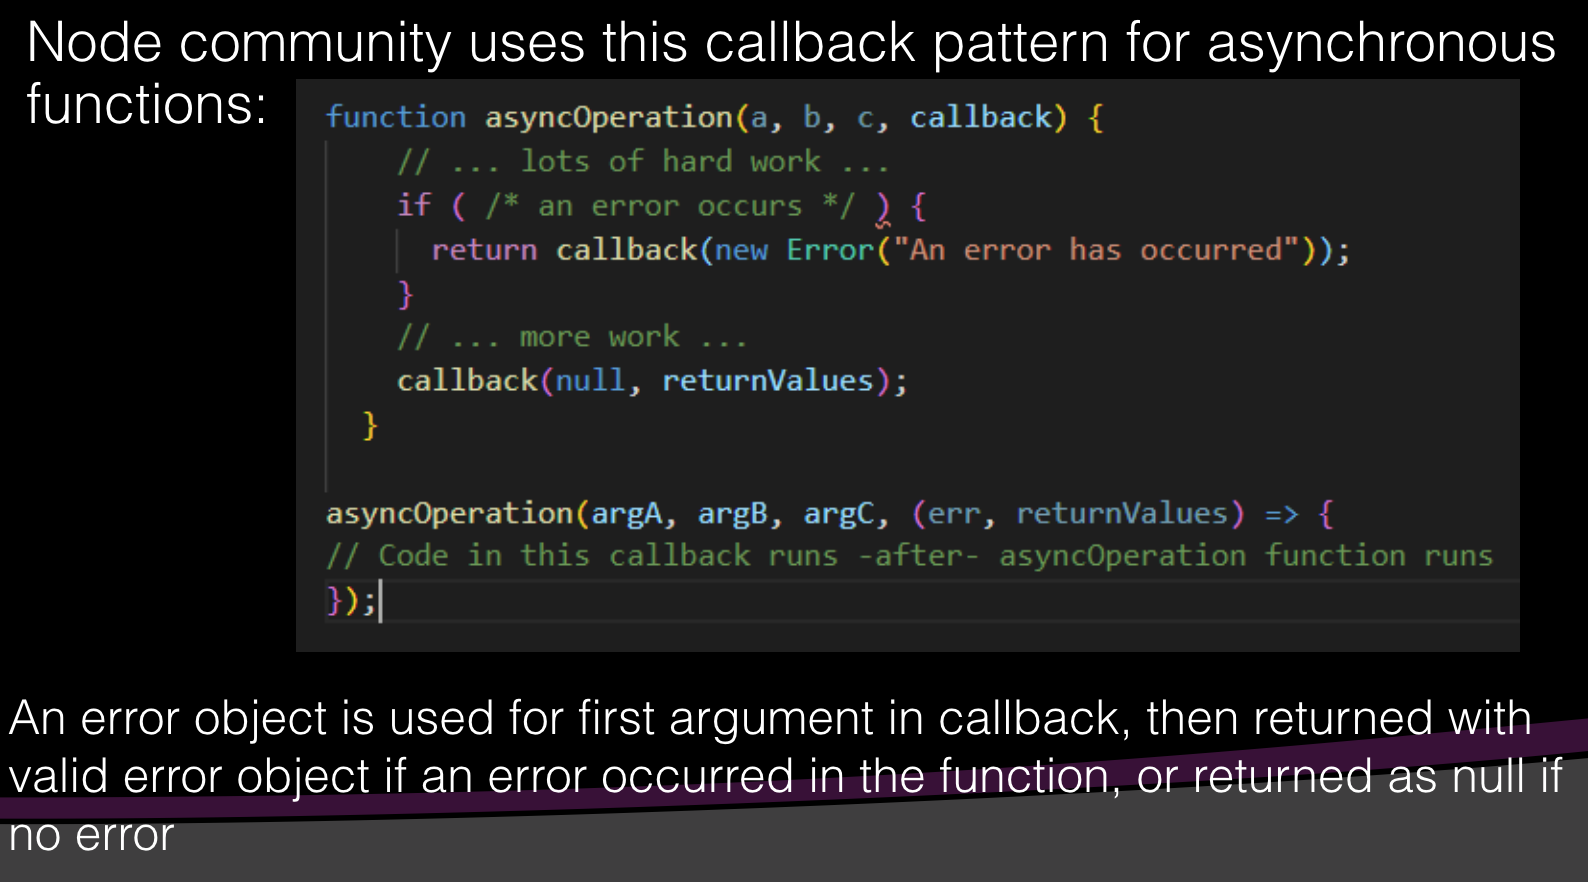 Node community uses this callback pattern for asynchronous
functions:
function asyncOperation(a, b, c, callback) {
// ... lots of hard work ...
if ( /* an error occurs */ ) {
return callback(new Error("An error has occurred"));
}
// ... more work ...
callback(null, returnValues);
}
asyncOperation(argA, argB, argC, (err, returnValues) => {
// Code in this callback runs -after- asyncOperation function runs
});
An error object is used for first argument in callback, then returned with
valid error object if an error occurred in the function, or returned as null if
no error